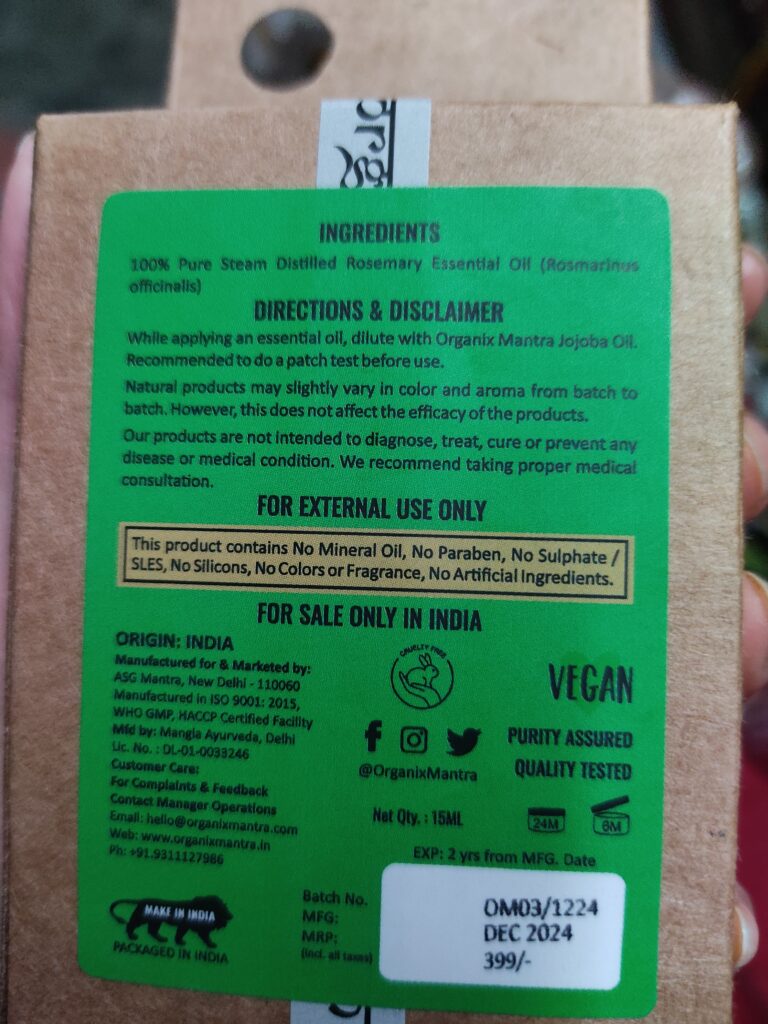 örg
INGREDIENTS
100% Pure Steam Distilled Rosemary Essential Oil (Rosmarinus
officinalis)
DIRECTIONS & DISCLAIMER
While applying an essential oil, dilute with Organix Mantra Jojoba Oil.
Recommended to do a patch test before use.
Natural products may slightly vary in color and aroma from batch to
batch. However, this does not affect the efficacy of the products.
Our products are not intended to diagnose, treat, cure or prevent any
disease or medical condition. We recommend taking proper medical
consultation.
FOR EXTERNAL USE ONLY
This product contains No Mineral Oil, No Paraben, No Sulphate /
SLES, No Silicons, No Colors or Fragrance, No Artificial Ingredients.
FOR SALE ONLY IN INDIA
ORIGIN: INDIA
Manufactured for & Marketed by:
ASG Mantra, New Delhi - 110060
Manufactured in ISO 9001: 2015,
WHO GMP, HACCP Certified Facility
Mfd by: Mangla Ayurveda, Delhi
Lic. No. : DL-01-0033246
Customer Care:
For Complaints & Feedback
Contact Manager Operations
Email: hello@organixmantra.com
Web: www.organixmantra.in
Ph: +91.9311127986
CRUELTY FREE
VEGAN
@OrganixMantra
PURITY ASSURED
QUALITY TESTED
Net Qty. : 15ML
24M
6M
EXP: 2 yrs from MFG. Date
MAKE IN INDIA
PACKAGED IN INDIA
Batch No. OM03/1224
MFG: DEC 2024
MRP: 399/-
(incl. all taxes)